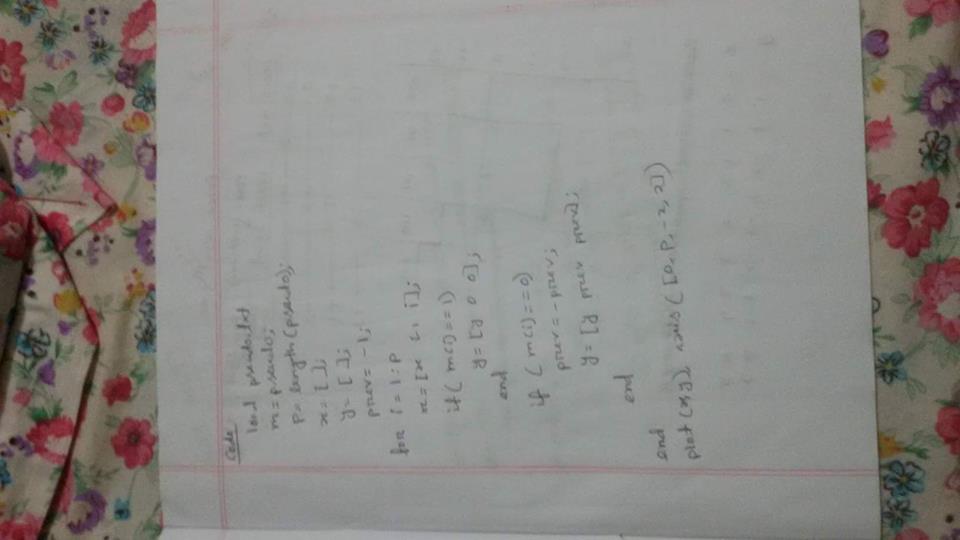 Code:
load pseudo.txt
m = pseudo;
P = length(pseudo);
x = [ ];
y = [ ];
prev = -1;
for i = 1:P
x = [x i-1 i];
if( m(i)==1)
y = [y 0 0];
end
if (m(i)==0)
prev = -prev;
y = [y prev prev];
end
end
plot(x,y), axis([0,P,-2,2])